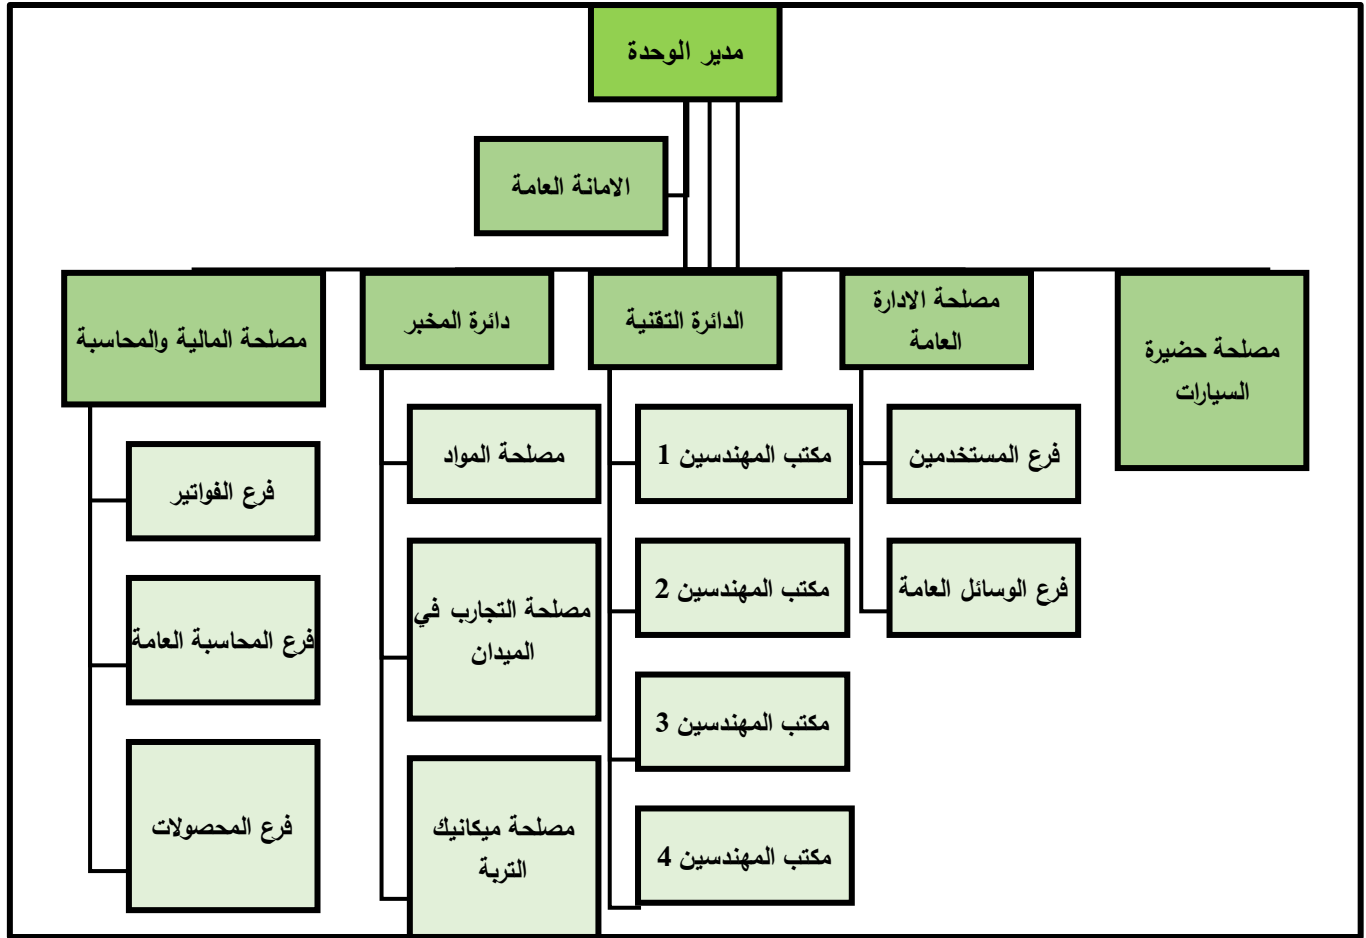 مدير الوحدة
الامانة العامة
مصلحة حضيرة
السيارات
مصلحة الادارة
العامة
الدائرة التقنية
دائرة المخبر
مصلحة المالية والمحاسبة
فرع المستخدمين
فرع الوسائل العامة
مكتب المهندسين 1
مكتب المهندسين 2
مكتب المهندسين 3
مكتب المهندسين 4
مصلحة المواد
مصلحة التجارب في
الميدان
مصلحة ميكانيك
التربة
فرع الفواتير
فرع المحاسبة العامة
فرع المحصولات